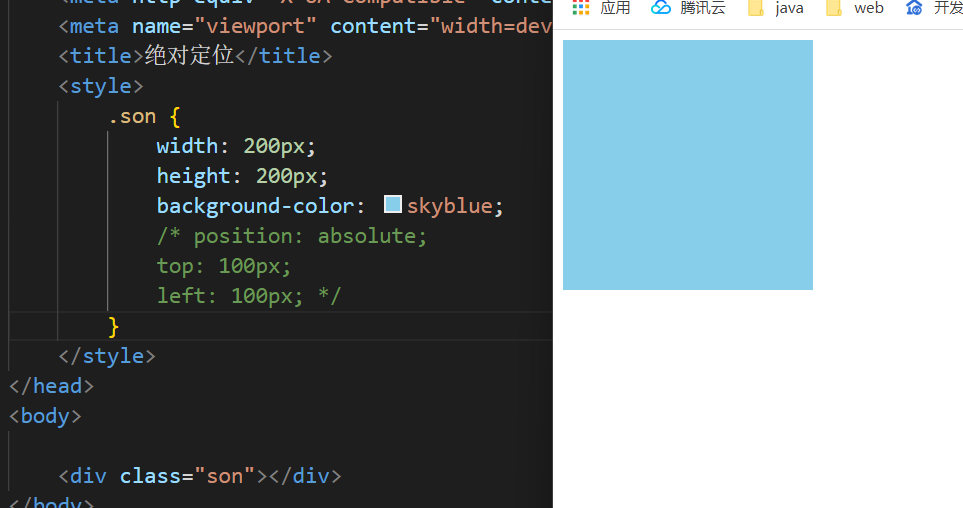 <meta http-equiv="X-UA-Compatible" conte
<meta name="viewport" content="width=dev
<title>绝对定位</title>
<style>
.son {
width: 200px;
height: 200px;
background-color: skyblue;
/* position: absolute;
top: 100px;
left: 100px; */
}
</style>
</head>
<body>
<div class="son"></div>
</body>
应用 腾讯云 java web 开发